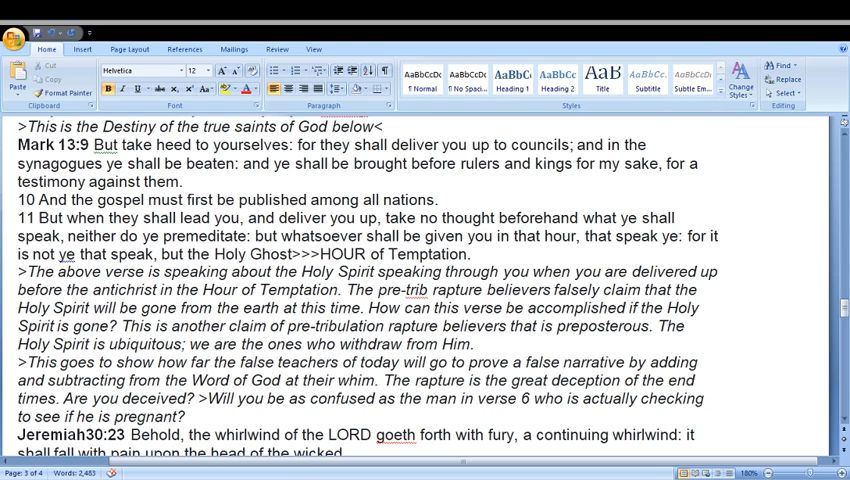 Home Insert Page Layout References Mailings Review View
Cut
Copy
Paste
Format Painter
Clipboard
Helvetica 12
Font
Paragraph
AaBbCcDc AaBbCcDc AaBbCc AaBbCc AaB AaBbCc. AaBbCcDc
¶ Normal ¶ No Spaci... Heading 1 Heading 2 Title Subtitle Subtle Em...
Change
Styles
Styles
Find
Replace
Select
Editing
>This is the Destiny of the true saints of God below<
Mark 13:9 But take heed to yourselves: for they shall deliver you up to councils; and in the
synagogues ye shall be beaten: and ye shall be brought before rulers and kings for my sake, for a
testimony against them.
10 And the gospel must first be published among all nations.
11 But when they shall lead you, and deliver you up, take no thought beforehand what ye shall
speak, neither do ye premeditate: but whatsoever shall be given you in that hour, that speak ye: for it
is not ye that speak, but the Holy Ghost>>>HOUR of Temptation.
>The above verse is speaking about the Holy Spirit speaking through you when you are delivered up
before the antichrist in the Hour of Temptation. The pre-trib rapture believers falsely claim that the
Holy Spirit will be gone from the earth at this time. How can this verse be accomplished if the Holy
Spirit is gone? This is another claim of pre-tribulation rapture believers that is preposterous. The
Holy Spirit is ubiquitous; we are the ones who withdraw from Him.
>This goes to show how far the false teachers of today will go to prove a false narrative by adding
and subtracting from the Word of God at their whim. The rapture is the great deception of the end
times. Are you deceived? >Will you be as confused as the man in verse 6 who is actually checking
to see if he is pregnant?
Jeremiah30:23 Behold, the whirlwind of the LORD goeth forth with fury, a continuing whirlwind: it
shall fall with pain upon the head of the wicked.
Page: 3 of 4 Words: 2,483 180%